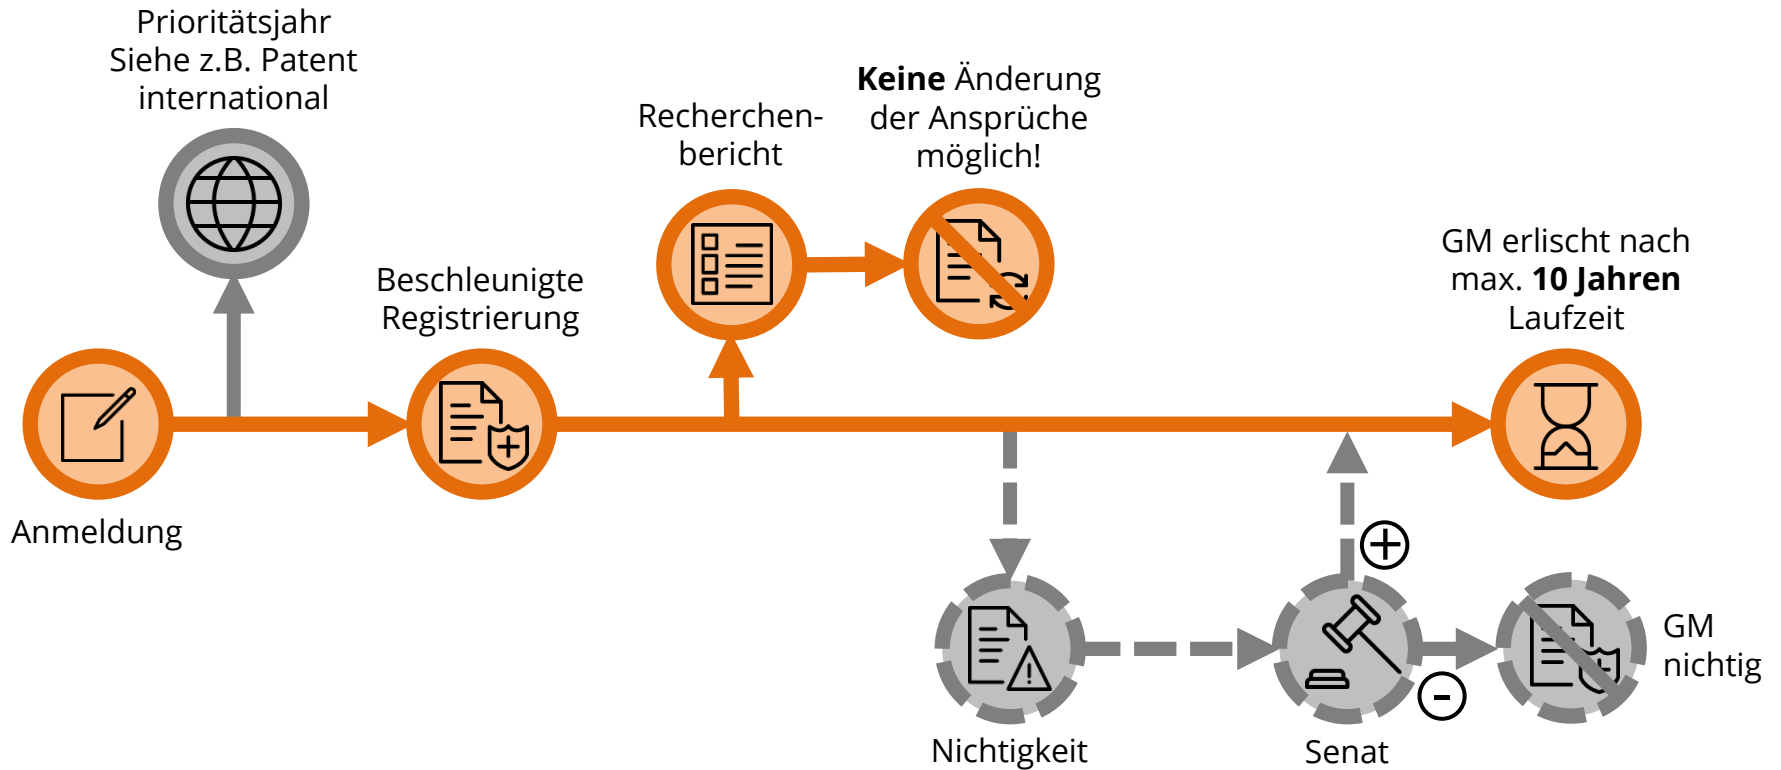 Prioritätsjahr
Siehe z.B. Patent
international
Recherchen-
bericht
Keine Änderung
der Ansprüche
möglich!
Beschleunigte
Registrierung
GM erlischt nach
max. 10 Jahren
Laufzeit
Anmeldung
+
-
GM
nichtig
Nichtigkeit
Senat